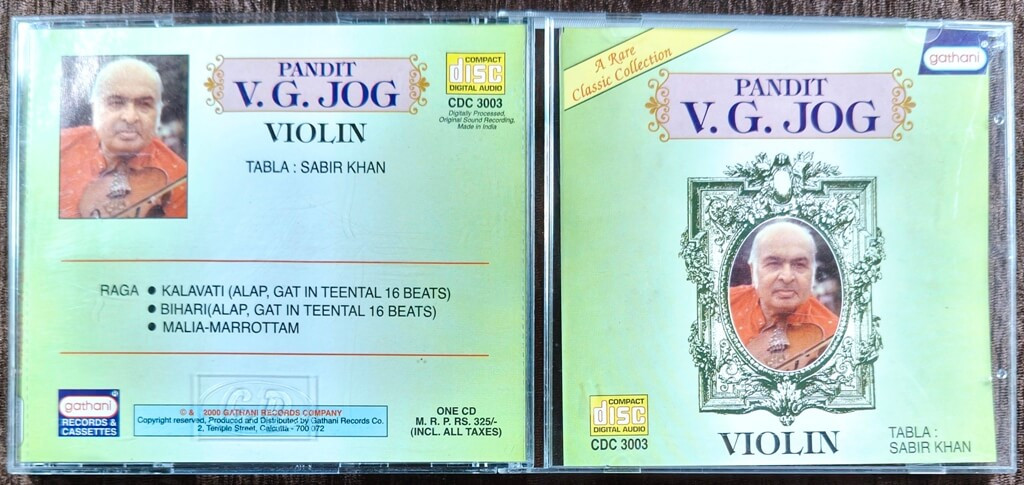 PANDIT
V. G. JOG
VIOLIN
TABLA : SABIR KHAN
COMPACT
disc
DIGITAL AUDIO
CDC 3003
Digitally Processed.
Original Sound Recording.
Made in India
RAGA ● KALAVATI (ALAP, GAT IN TEENTAL 16 BEATS)
● BIHARI(ALAP, GAT IN TEENTAL 16 BEATS)
● MALIA-MARROTTAM
gathani
RECORDS &
CASSETTES
© & 2000 GATHANI RECORDS COMPANY
Copyright reserved, Produced and Distributed by Gathani Records Co.
2, Temple Street, Calcutta - 700 072
ONE CD
M. R. P. RS. 325/-
(INCL. ALL TAXES)
A Rare
Classic Collection
gathani
PANDIT
V. G. JOG
COMPACT
disc
DIGITAL AUDIO
CDC 3003
VIOLIN
TABLA :
SABIR KHAN